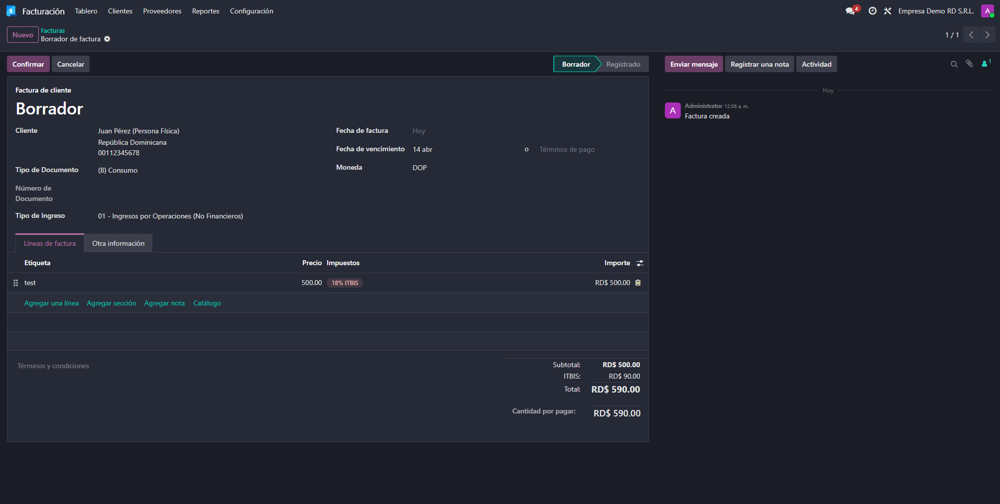 Facturación Tablero Clientes Proveedores Reportes Configuración 4 Empresa Demo RD S.R.L. A
Nuevo Facturas
Borrador de factura
1 / 1
Confirmar Cancelar Borrador Registrado Enviar mensaje Registrar una nota Actividad 1
Factura de cliente
Borrador
Cliente Juan Pérez (Persona Física)
República Dominicana
00112345678
Tipo de Documento (B) Consumo
Número de
Documento
Tipo de Ingreso 01 - Ingresos por Operaciones (No Financieros)
Fecha de factura Hoy
Fecha de vencimiento 14 abr o Términos de pago
Moneda DOP
Líneas de factura Otra información
Etiqueta Precio Impuestos Importe
test 500.00 18% ITBIS RD$ 500.00
Agregar una línea Agregar sección Agregar nota Catálogo
Términos y condiciones
Subtotal: RD$ 500.00
ITBIS: RD$ 90.00
Total: RD$ 590.00
Cantidad por pagar: RD$ 590.00
Hoy
A Administrator 12:56 a. m.
Factura creada